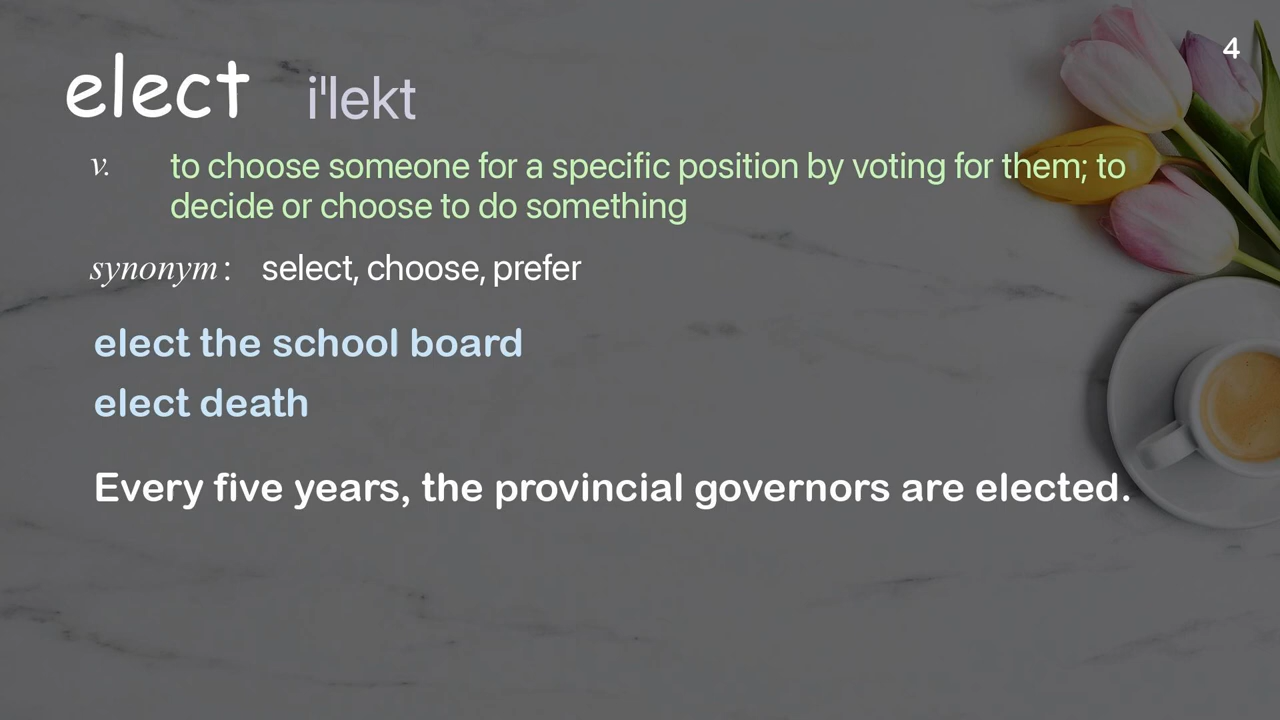 4
elect iˈlekt
v. to choose someone for a specific position by voting for them; to
decide or choose to do something
synonym: select, choose, prefer
elect the school board
elect death
Every five years, the provincial governors are elected.